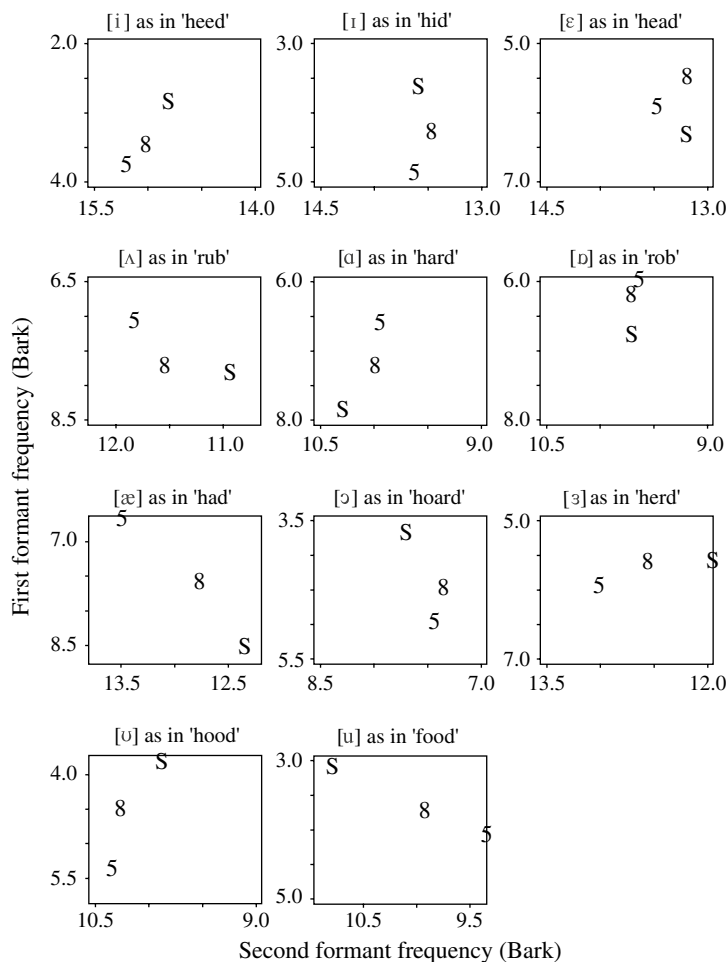 [i] as in 'heed'
[ɪ] as in 'hid'
[ɛ] as in 'head'
2.0
3.0
5.0
S
S
8
8
5
8
5
S
5
4.0
5.0
7.0
15.5 14.0
14.5 13.0
14.5 13.0
[ʌ] as in 'rub'
[ɑ] as in 'hard'
[ɒ] as in 'rob'
6.5
6.0
6.0
5
8
S
5
8
S
5
8
S
8.5
8.0
8.0
12.0 11.0
10.5 9.0
10.5 9.0
First formant frequency (Bark)
[æ] as in 'had'
[ɔ] as in 'hoard'
[ɜ] as in 'herd'
7.0
3.5
5.0
5
8
S
S
8
5
8
S
5
8.5
5.5
7.0
13.5 12.5
8.5 7.0
13.5 12.0
[ʊ] as in 'hood'
[u] as in 'food'
4.0
3.0
S
8
5
S
8
5
5.5
5.0
10.5 9.0
10.5 9.5
Second formant frequency (Bark)